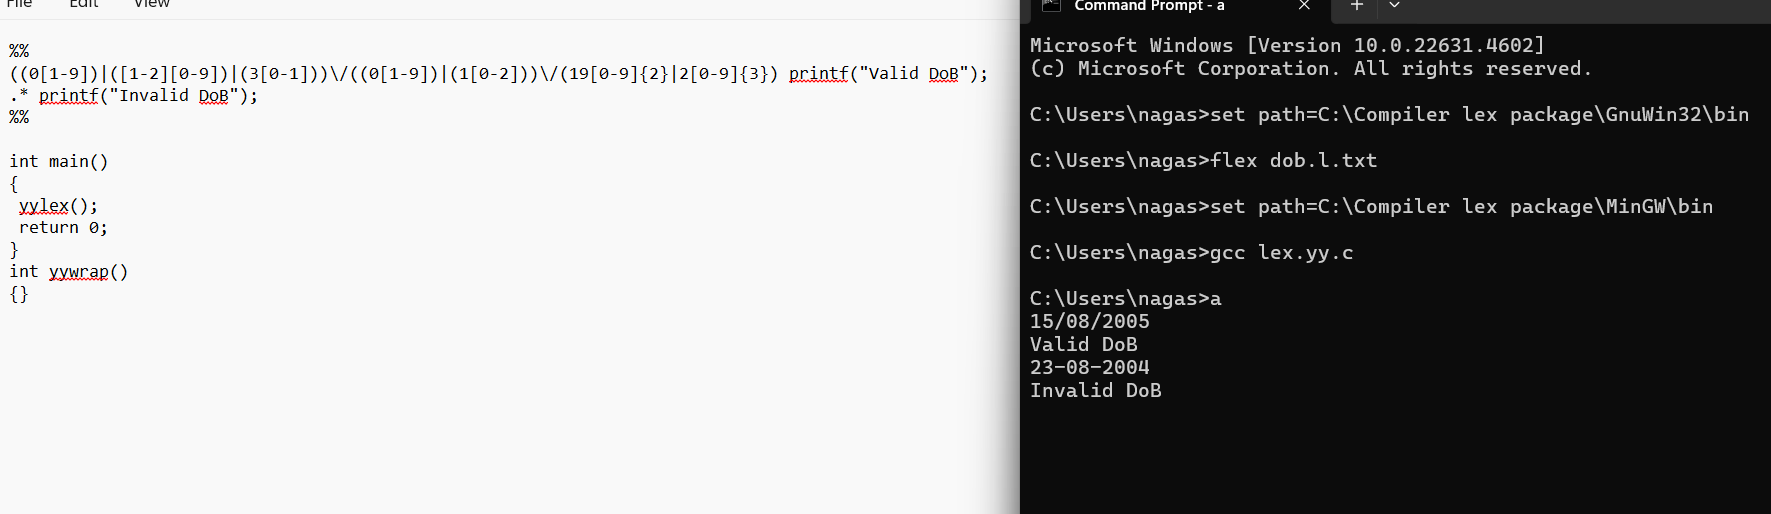 File Edit View
%%
((0[1-9])|([1-2][0-9])|(3[0-1]))\/((0[1-9])|(1[0-2]))\/(19[0-9]{2}|2[0-9]{3}) printf("Valid DoB");
.* printf("Invalid DoB");
%%
int main()
{
 yylex();
 return 0;
}
int yywrap()
{}
Command Prompt - a
Microsoft Windows [Version 10.0.22631.4602]
(c) Microsoft Corporation. All rights reserved.
C:\Users\nagas>set path=C:\Compiler lex package\GnuWin32\bin
C:\Users\nagas>flex dob.l.txt
C:\Users\nagas>set path=C:\Compiler lex package\MinGW\bin
C:\Users\nagas>gcc lex.yy.c
C:\Users\nagas>a
15/08/2005
Valid DoB
23-08-2004
Invalid DoB